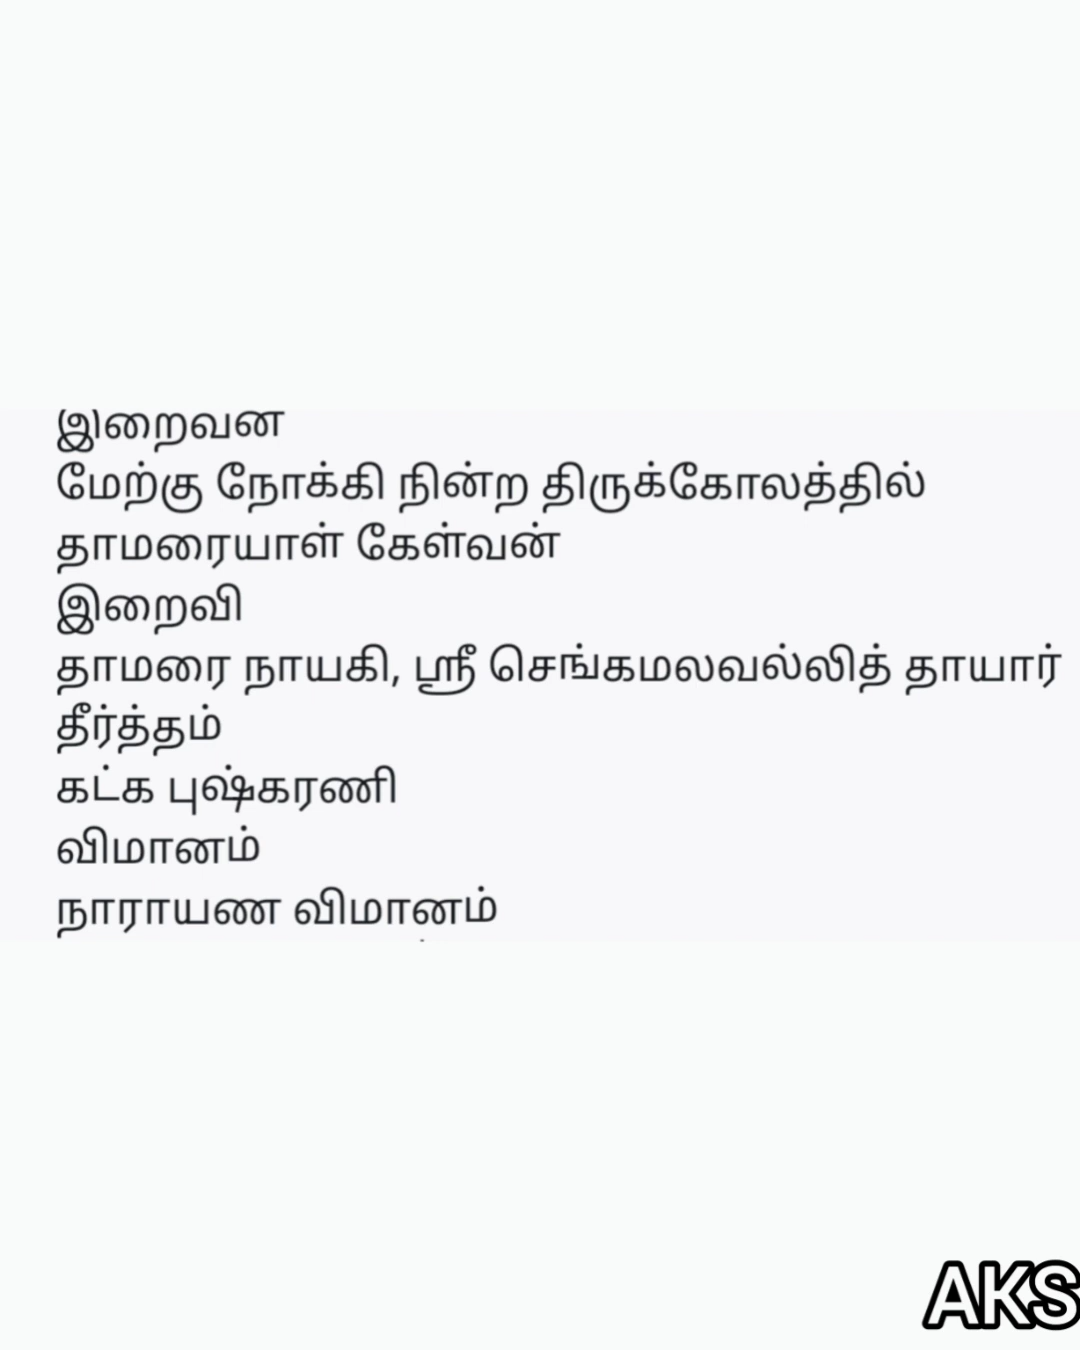 இறைவன்
மேற்கு நோக்கி நின்ற திருக்கோலத்தில்
தாமரையாள் கேள்வன்
இறைவி
தாமரை நாயகி, ஸ்ரீ செங்கமலவல்லித் தாயார்
தீர்த்தம்
கட்க புஷ்கரணி
விமானம்
நாராயண விமானம்
AKS